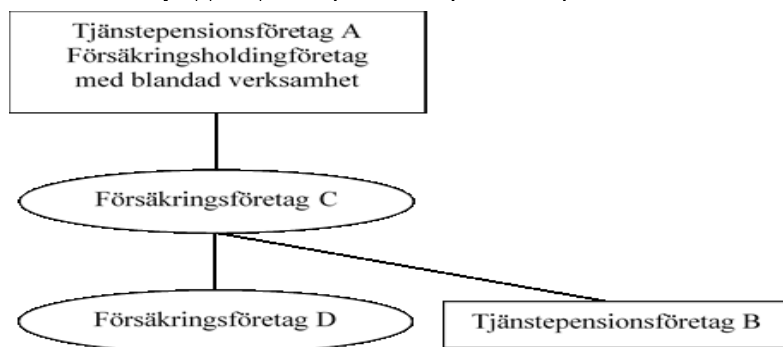 Tjänstepensionsföretag A
Försäkringsholdingföretag
med blandad verksamhet
Försäkringsföretag C
Försäkringsföretag D
Tjänstepensionsföretag B